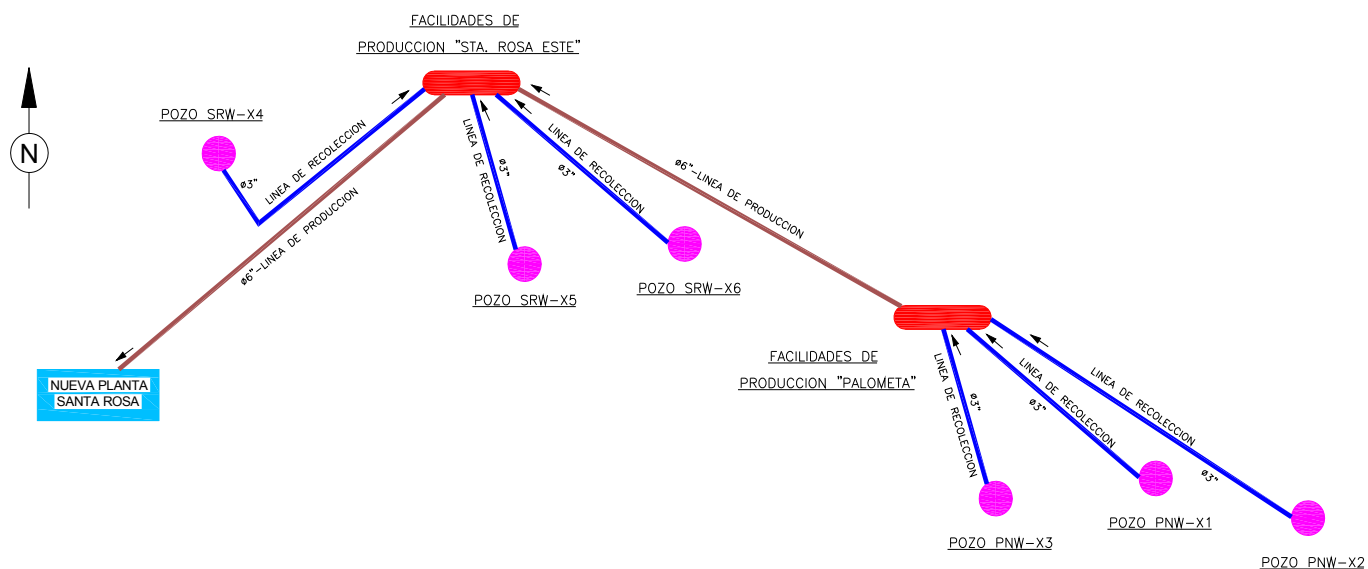 FACILIDADES DE
PRODUCCION "STA. ROSA ESTE"
N
POZO SRW-X4
ø3"
LINEA DE RECOLECCION
ø6"-LINEA DE PRODUCCION
LINEA DE RECOLECCION
ø3"
LINEA DE RECOLECCION
ø3"
ø6"-LINEA DE PRODUCCION
POZO SRW-X5
POZO SRW-X6
NUEVA PLANTA
SANTA ROSA
FACILIDADES DE
PRODUCCION "PALOMETA"
LINEA DE RECOLECCION
ø3"
LINEA DE RECOLECCION
ø3"
LINEA DE RECOLECCION
ø3"
POZO PNW-X3
POZO PNW-X1
POZO PNW-X2